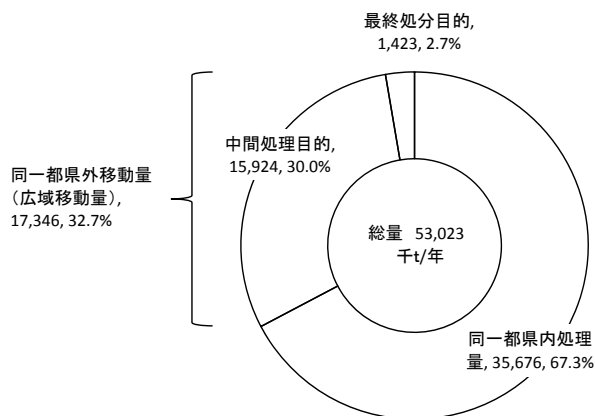 最終処分目的,
1,423, 2.7%
中間処理目的,
15,924, 30.0%
同一都県外移動量
（広域移動量）,
17,346, 32.7%
総量 53,023
千t/年
同一都県内処理
量, 35,676, 67.3%